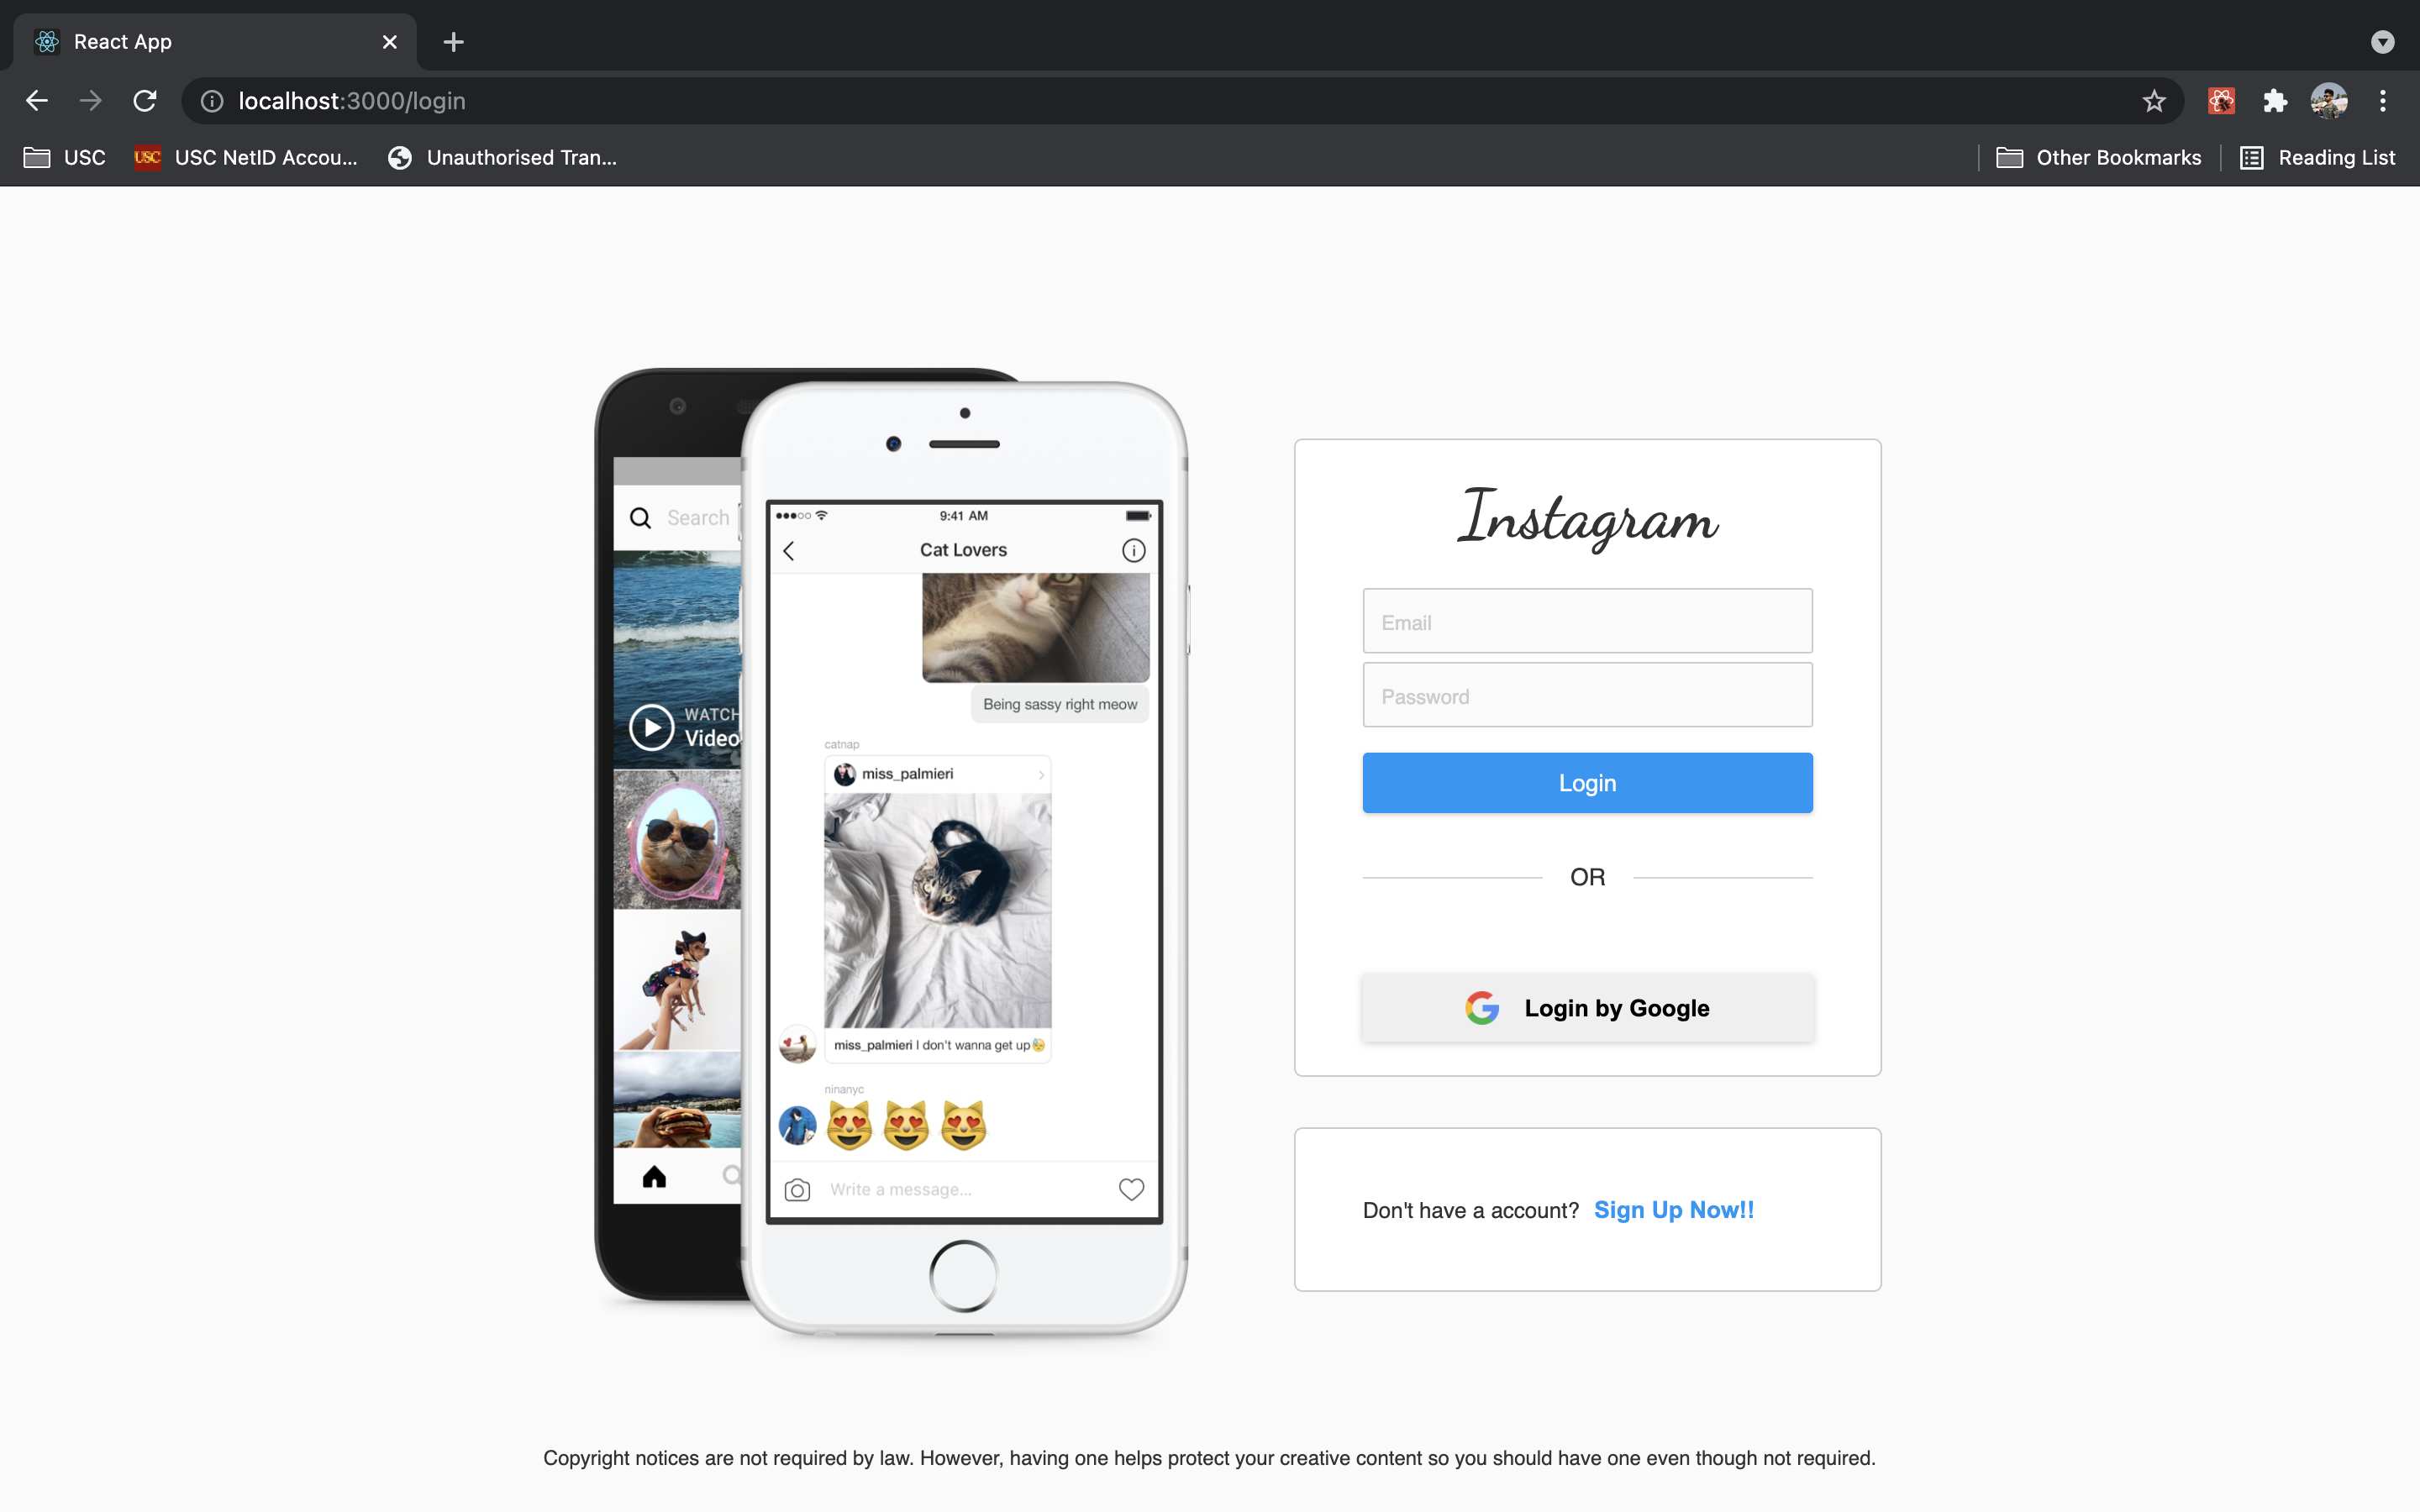 React App
localhost:3000/login
USC
USC USC NetID Accou...
Unauthorised Tran...
Other Bookmarks
Reading List
Search
WATCH
Video
9:41 AM
Cat Lovers
Being sassy right meow
catnap
miss_palmieri
miss_palmieri I don't wanna get up😓
ninanyc
😻 😻 😻
Write a message...
Instagram
Email
Password
Login
OR
Login by Google
Don't have a account? Sign Up Now!!
Copyright notices are not required by law. However, having one helps protect your creative content so you should have one even though not required.